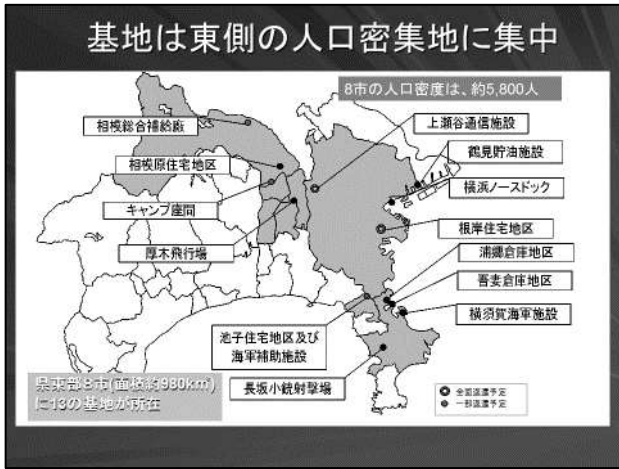 基地は東側の人口密集地に集中
8市の人口密度は、約5,800人
相模総合補給廠
上瀬谷通信施設
鶴見貯油施設
相模原住宅地区
横浜ノースドック
キャンプ座間
根岸住宅地区
厚木飛行場
浦郷倉庫地区
吾妻倉庫地区
横須賀海軍施設
池子住宅地区及び
海軍補助施設
長坂小銃射撃場
県東部8市(面積約980km²)
に13の基地が所在
全面返還予定
一部返還予定